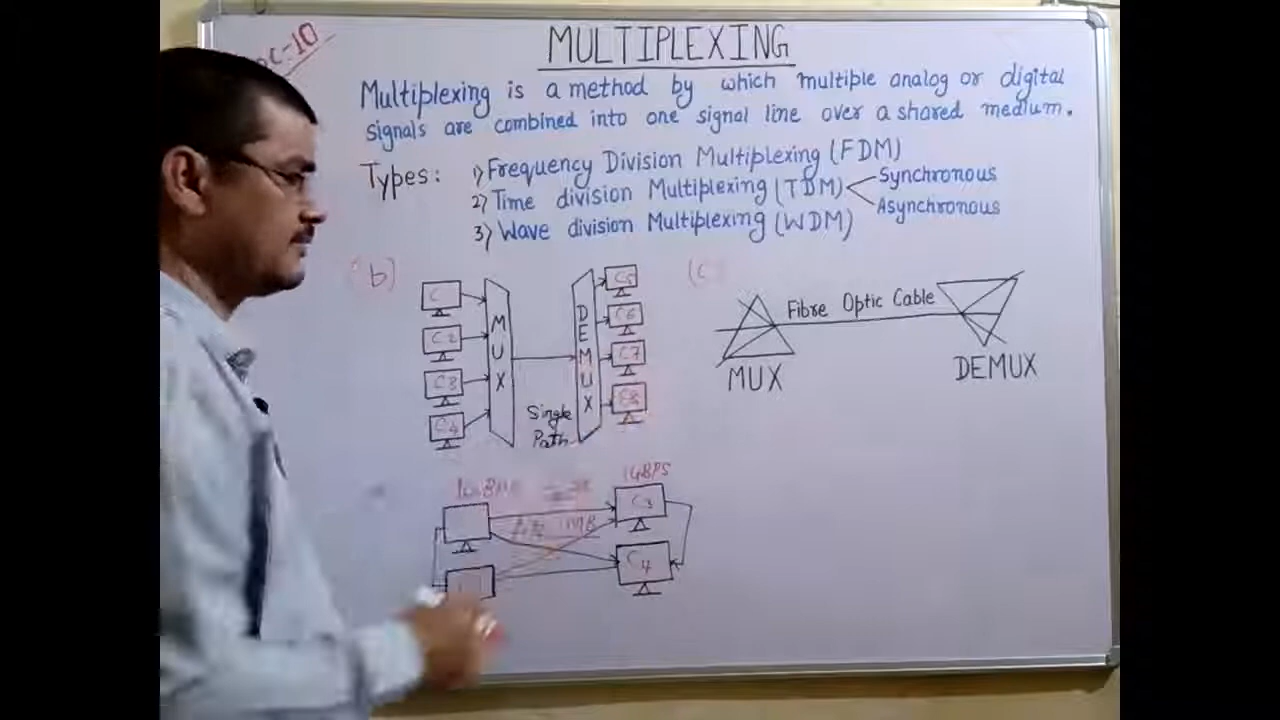 MULTIPLEXING
Multiplexing is a method by which multiple analog or digital
signals are combined into one signal line over a shared medium.
Types: 1) Frequency Division Multiplexing (FDM)
2) Time division Multiplexing (TDM) Synchronous
Asynchronous
3) Wave division Multiplexing (WDM)
(b)
C
C2
C3
C4
MUX
Single
Path
DEMUX
C5
C6
C7
C8
(c)
Fibre Optic Cable
MUX
DEMUX
1GBPS
C3
C4